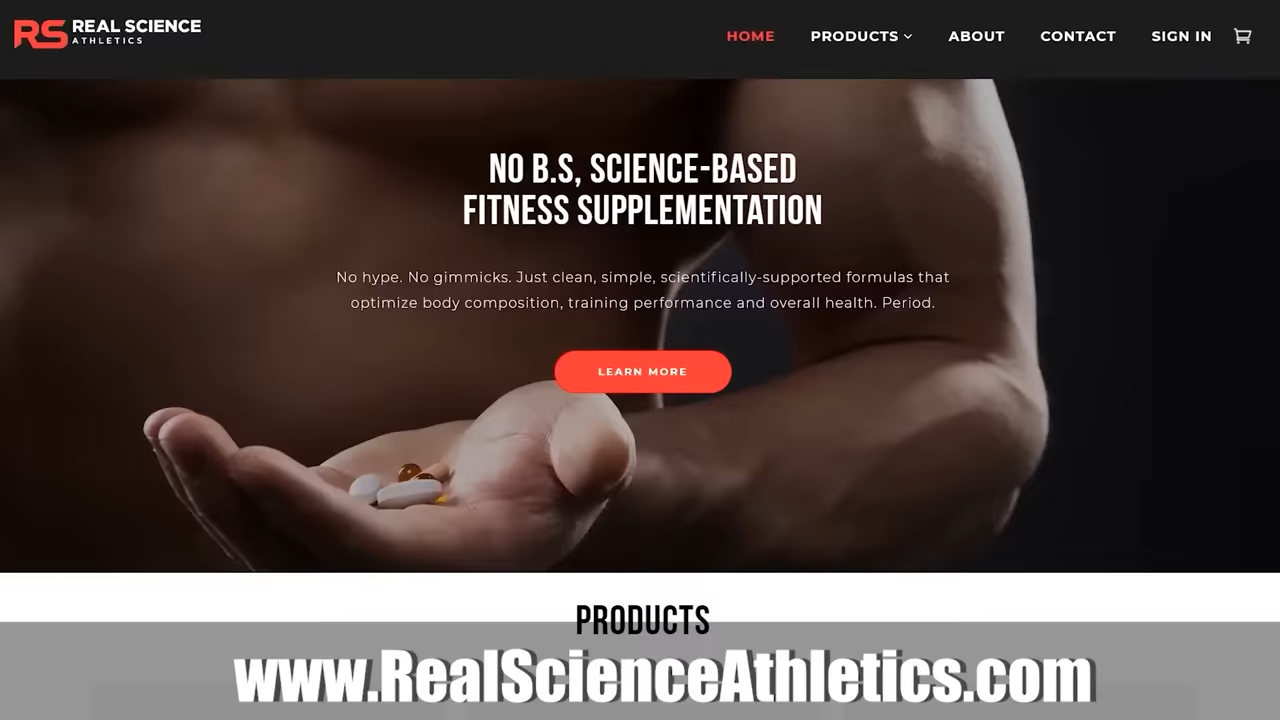 RS REAL SCIENCE
ATHLETICS
HOME PRODUCTS ABOUT CONTACT SIGN IN
NO B.S, SCIENCE-BASED
FITNESS SUPPLEMENTATION
No hype. No gimmicks. Just clean, simple, scientifically-supported formulas that
optimize body composition, training performance and overall health. Period.
LEARN MORE
PRODUCTS
www.RealScienceAthletics.com